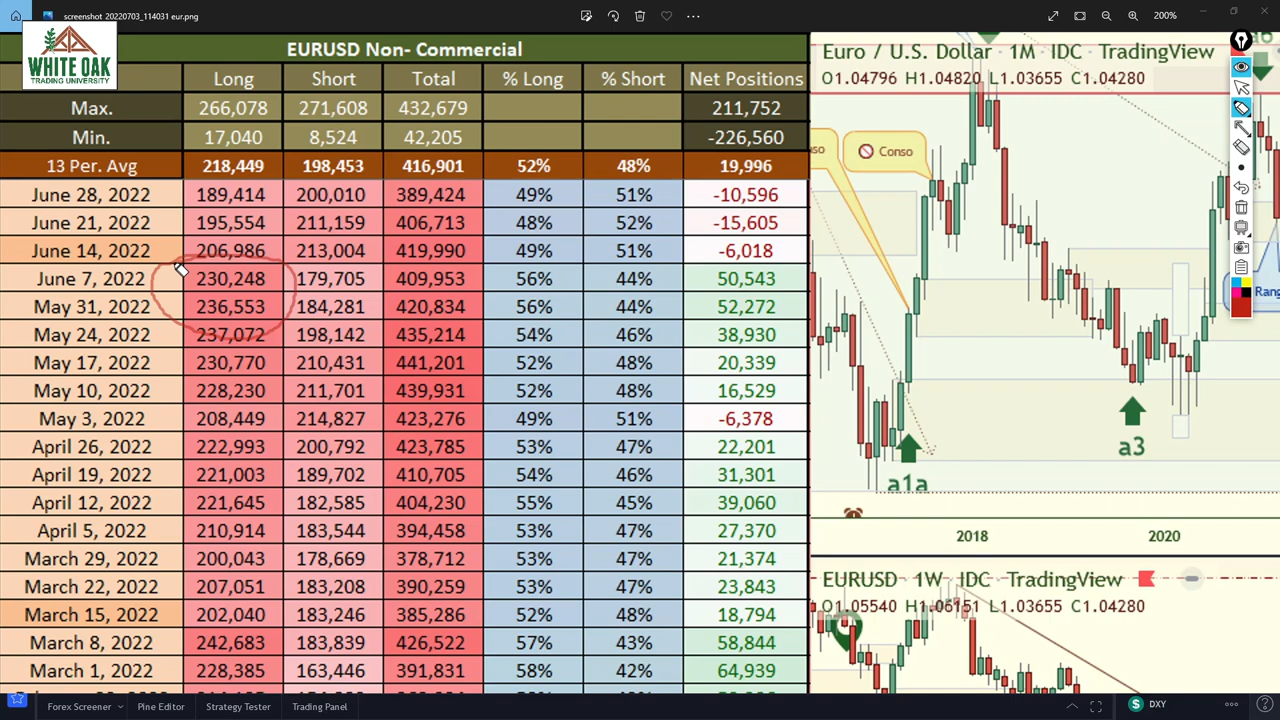 screenshot 20220703_114031 eur.png
200%
WHITE OAK
TRADING UNIVERSITY
EURUSD Non- Commercial
Long Short Total % Long % Short Net Positions
Max. 266,078 271,608 432,679 211,752
Min. 17,040 8,524 42,205 -226,560
13 Per. Avg 218,449 198,453 416,901 52% 48% 19,996
June 28, 2022 189,414 200,010 389,424 49% 51% -10,596
June 21, 2022 195,554 211,159 406,713 48% 52% -15,605
June 14, 2022 206,986 213,004 419,990 49% 51% -6,018
June 7, 2022 230,248 179,705 409,953 56% 44% 50,543
May 31, 2022 236,553 184,281 420,834 56% 44% 52,272
May 24, 2022 237,072 198,142 435,214 54% 46% 38,930
May 17, 2022 230,770 210,431 441,201 52% 48% 20,339
May 10, 2022 228,230 211,701 439,931 52% 48% 16,529
May 3, 2022 208,449 214,827 423,276 49% 51% -6,378
April 26, 2022 222,993 200,792 423,785 53% 47% 22,201
April 19, 2022 221,003 189,702 410,705 54% 46% 31,301
April 12, 2022 221,645 182,585 404,230 55% 45% 39,060
April 5, 2022 210,914 183,544 394,458 53% 47% 27,370
March 29, 2022 200,043 178,669 378,712 53% 47% 21,374
March 22, 2022 207,051 183,208 390,259 53% 47% 23,843
March 15, 2022 202,040 183,246 385,286 52% 48% 18,794
March 8, 2022 242,683 183,839 426,522 57% 43% 58,844
March 1, 2022 228,385 163,446 391,831 58% 42% 64,939
Euro / U.S. Dollar · 1M · IDC · TradingView
O1.04796 H1.04820 L1.03655 C1.04280
a6
so
Conso
Rang
a3
a1a
2018 2020
EURUSD · 1W · IDC · TradingView
O1.05540 H1.06151 L1.03655 C1.04280
Forex Screener Pine Editor Strategy Tester Trading Panel
S DXY